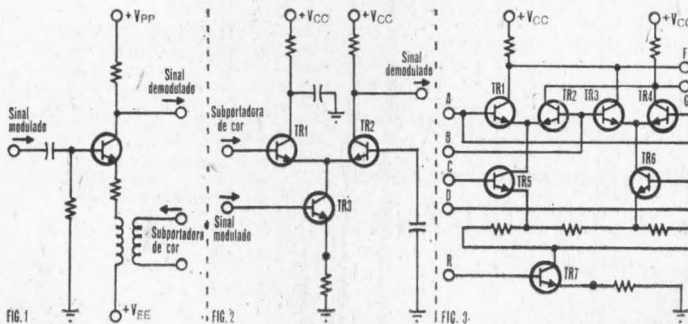 +VPP
Sinal demodulado
Sinal modulado
Subportadora de cor
+VEE
FIG. 1
+VCC
+VCC
Sinal demodulado
Subportadora de cor
TR1
TR2
TR3
Sinal modulado
FIG. 2
+VCC
+VCC
F
G
TR1
TR2
TR3
TR4
A
B
C
D
TR5
TR6
R
TR7
FIG. 3